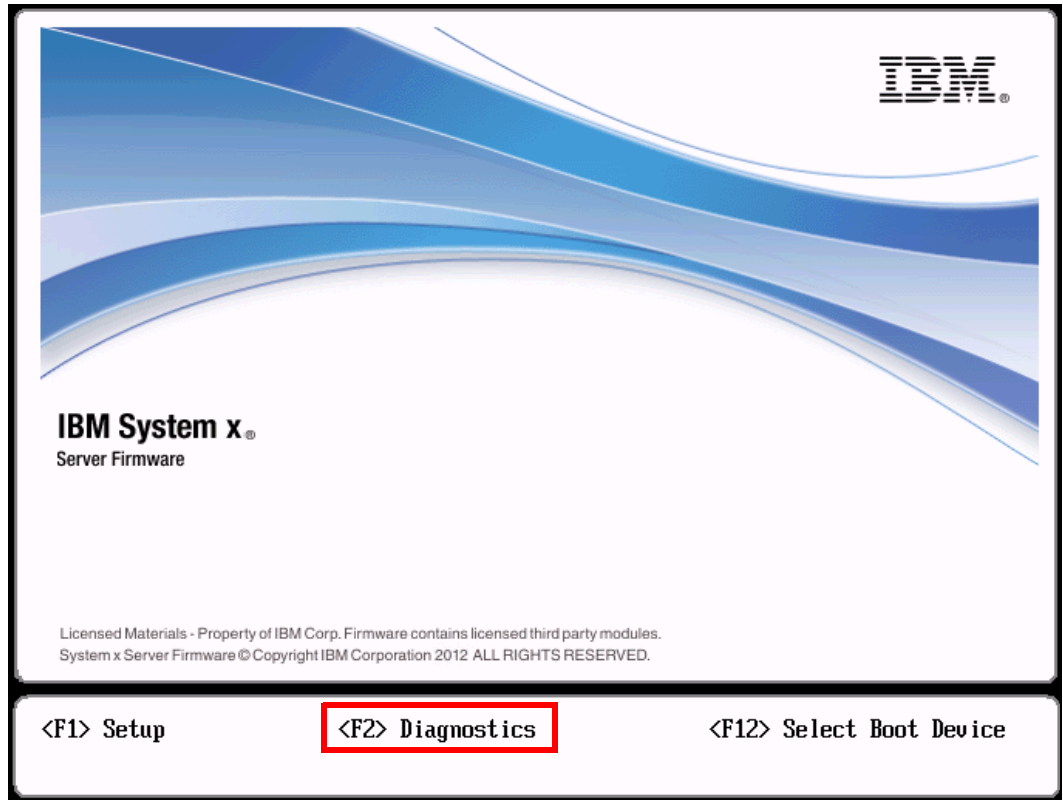 IBM®
IBM System x®
Server Firmware
Licensed Materials - Property of IBM Corp. Firmware contains licensed third party modules.
System x Server Firmware © Copyright IBM Corporation 2012 ALL RIGHTS RESERVED.
<F1> Setup <F2> Diagnostics <F12> Select Boot Device